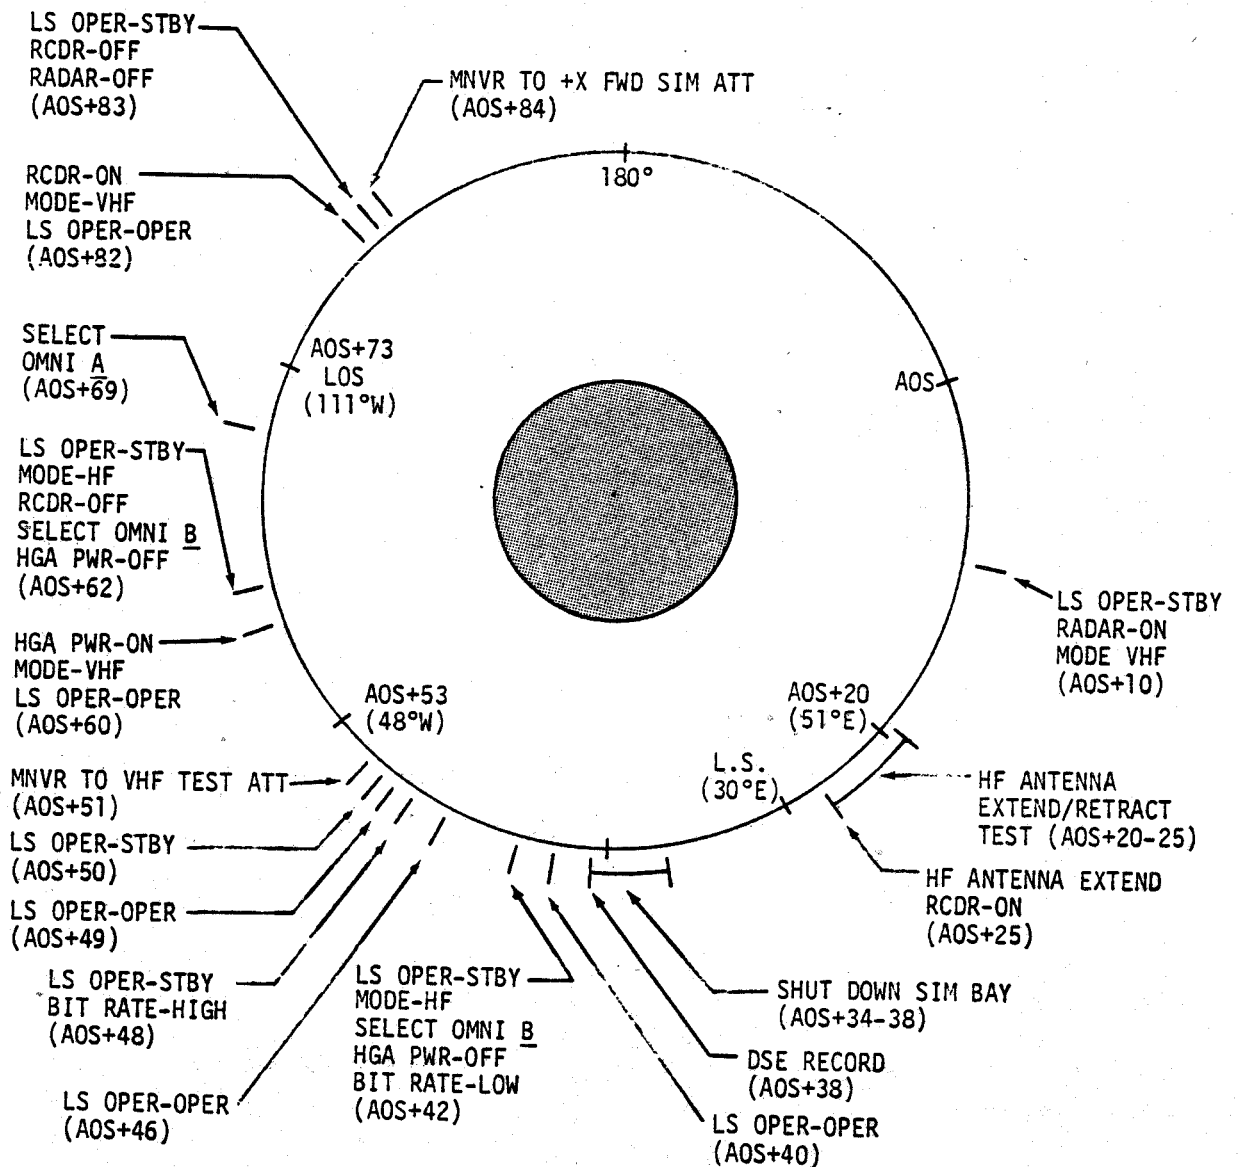 LS OPER-STBY
RCDR-OFF
RADAR-OFF
(AOS+83)
MNVR TO +X FWD SIM ATT
(AOS+84)
180°
RCDR-ON
MODE-VHF
LS OPER-OPER
(AOS+82)
SELECT
OMNI A
(AOS+69)
AOS+73
LOS
(111°W)
AOS
LS OPER-STBY
MODE-HF
RCDR-OFF
SELECT OMNI B
HGA PWR-OFF
(AOS+62)
LS OPER-STBY
RADAR-ON
MODE VHF
(AOS+10)
HGA PWR-ON
MODE-VHF
LS OPER-OPER
(AOS+60)
AOS+53
(48°W)
AOS+20
(51°E)
L.S.
(30°E)
MNVR TO VHF TEST ATT
(AOS+51)
HF ANTENNA
EXTEND/RETRACT
TEST (AOS+20-25)
LS OPER-STBY
(AOS+50)
HF ANTENNA EXTEND
RCDR-ON
(AOS+25)
LS OPER-OPER
(AOS+49)
LS OPER-STBY
BIT RATE-HIGH
(AOS+48)
LS OPER-STBY
MODE-HF
SELECT OMNI B
HGA PWR-OFF
BIT RATE-LOW
(AOS+42)
SHUT DOWN SIM BAY
(AOS+34-38)
DSE RECORD
(AOS+38)
LS OPER-OPER
(AOS+46)
LS OPER-OPER
(AOS+40)